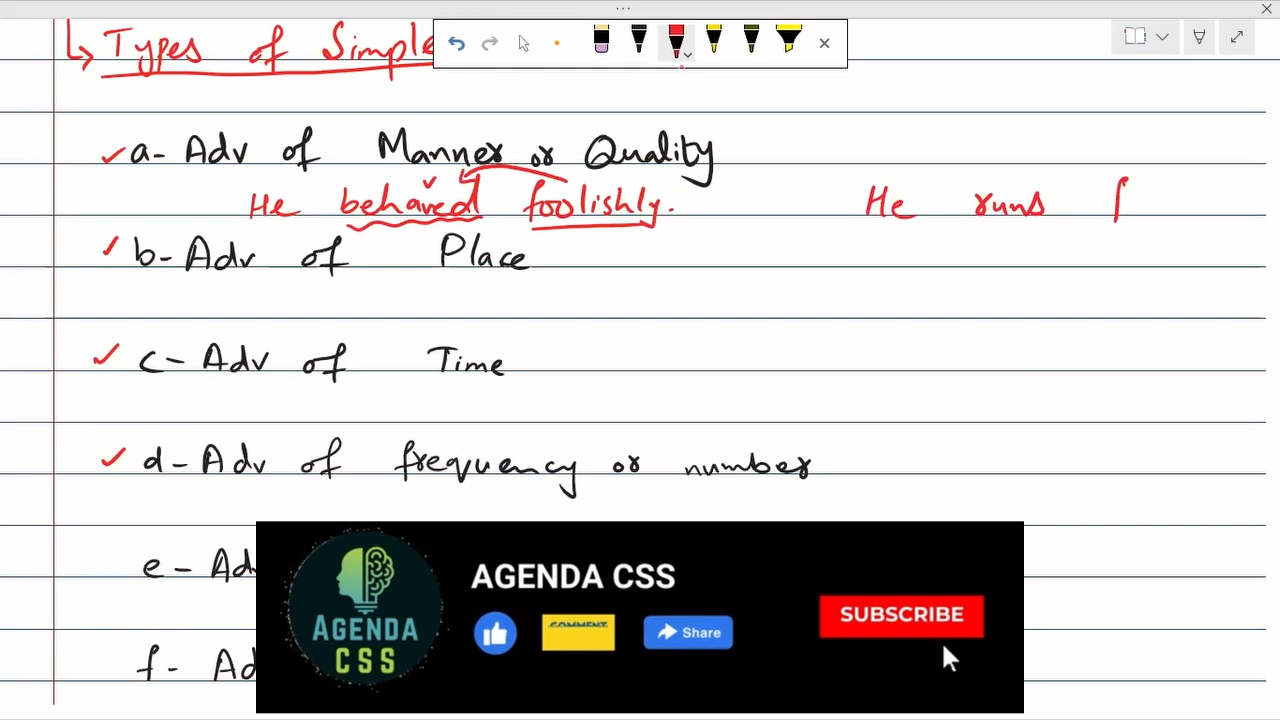 ↳ Types of Simple
a- Adv of Manner or Quality
He behaved foolishly. He runs f
b- Adv of Place
c- Adv of Time
d- Adv of frequency or number
e - Ad
f - Ad
AGENDA CSS
AGENDA CSS
COMMENT
Share
SUBSCRIBE